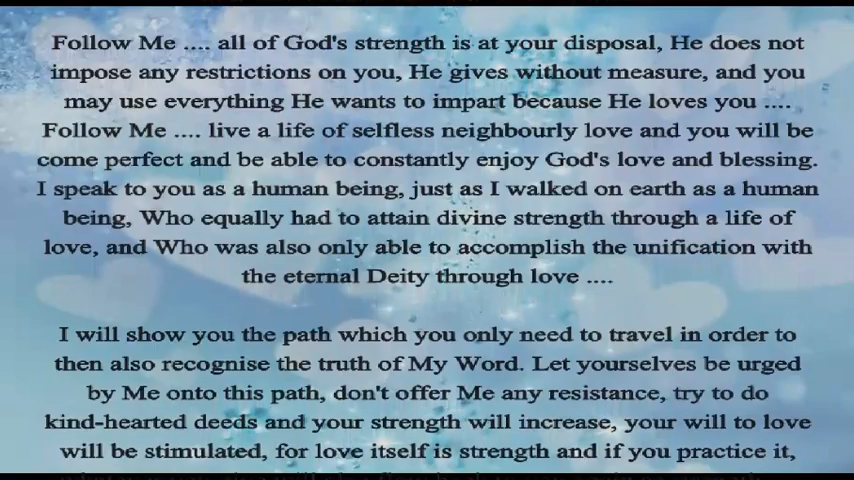 Follow Me .... all of God's strength is at your disposal, He does not
impose any restrictions on you, He gives without measure, and you
may use everything He wants to impart because He loves you ....
Follow Me .... live a life of selfless neighbourly love and you will be
come perfect and be able to constantly enjoy God's love and blessing.
I speak to you as a human being, just as I walked on earth as a human
being, Who equally had to attain divine strength through a life of
love, and Who was also only able to accomplish the unification with
the eternal Deity through love ....
I will show you the path which you only need to travel in order to
then also recognise the truth of My Word. Let yourselves be urged
by Me onto this path, don't offer Me any resistance, try to do
kind-hearted deeds and your strength will increase, your will to love
will be stimulated, for love itself is strength and if you practice it,